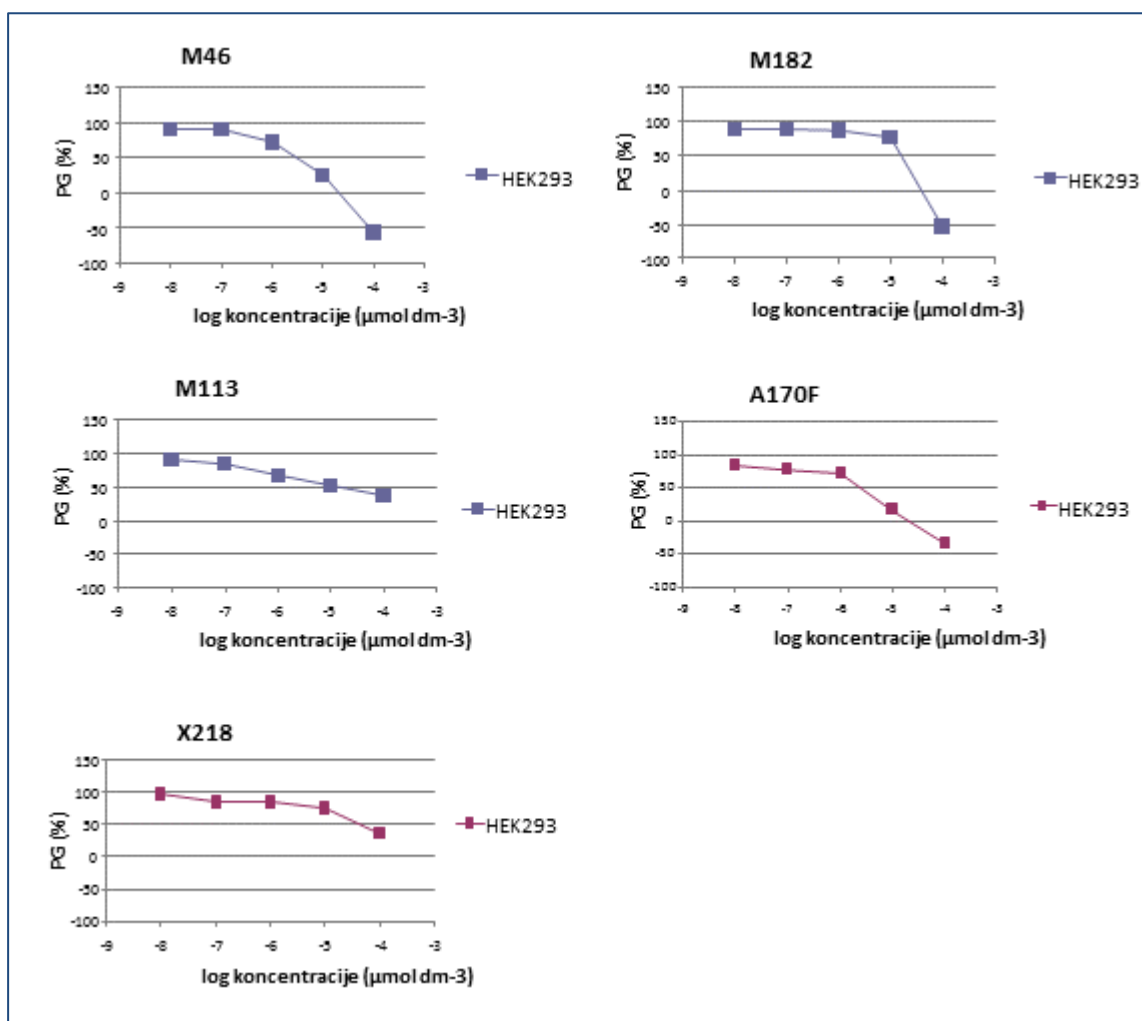 M46
150
100
50
0
-50
-100
PG (%)
-9 -8 -7 -6 -5 -4 -3
log koncentracije (µmol dm-3)
HEK293
M182
150
100
50
0
-50
-100
PG (%)
-9 -8 -7 -6 -5 -4 -3
log koncentracije (µmol dm-3)
HEK293
M113
150
100
50
0
-50
-100
PG (%)
-9 -8 -7 -6 -5 -4 -3
log koncentracije (µmol dm-3)
HEK293
A170F
150
100
50
0
-50
-100
PG (%)
-9 -8 -7 -6 -5 -4 -3
log koncentracije (µmol dm-3)
HEK293
X218
150
100
50
0
-50
-100
PG (%)
-9 -8 -7 -6 -5 -4 -3
log koncentracije (µmol dm-3)
HEK293